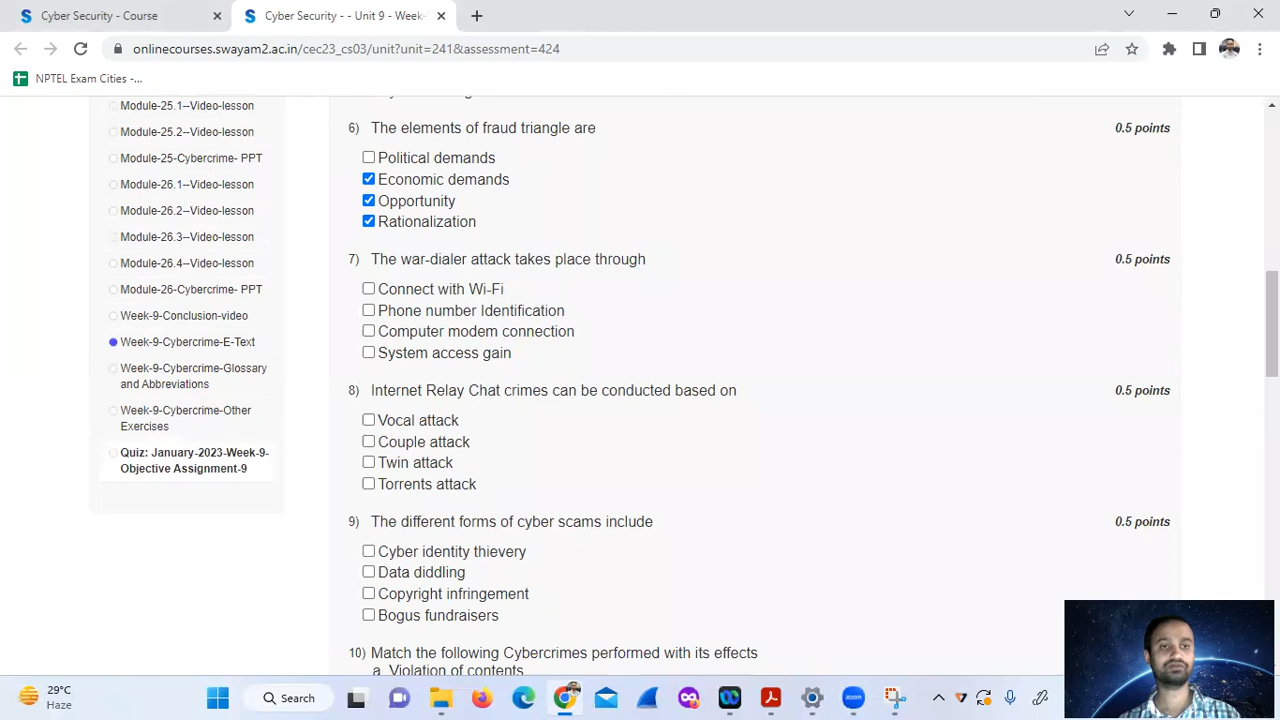 Cyber Security - Course
Cyber Security - - Unit 9 - Week-
onlinecourses.swayam2.ac.in/cec23_cs03/unit?unit=241&assessment=424
NPTEL Exam Cities -...
Module-25.1--Video-lesson
Module-25.2--Video-lesson
Module-25-Cybercrime- PPT
Module-26.1--Video-lesson
Module-26.2--Video-lesson
Module-26.3--Video-lesson
Module-26.4--Video-lesson
Module-26-Cybercrime- PPT
Week-9-Conclusion-video
Week-9-Cybercrime-E-Text
Week-9-Cybercrime-Glossary
and Abbreviations
Week-9-Cybercrime-Other
Exercises
Quiz: January-2023-Week-9-
Objective Assignment-9
6) The elements of fraud triangle are 0.5 points
Political demands
Economic demands
Opportunity
Rationalization
7) The war-dialer attack takes place through 0.5 points
Connect with Wi-Fi
Phone number Identification
Computer modem connection
System access gain
8) Internet Relay Chat crimes can be conducted based on 0.5 points
Vocal attack
Couple attack
Twin attack
Torrents attack
9) The different forms of cyber scams include 0.5 points
Cyber identity thievery
Data diddling
Copyright infringement
Bogus fundraisers
10) Match the following Cybercrimes performed with its effects
a. Violation of contents
29°C
Haze
Search
zoom